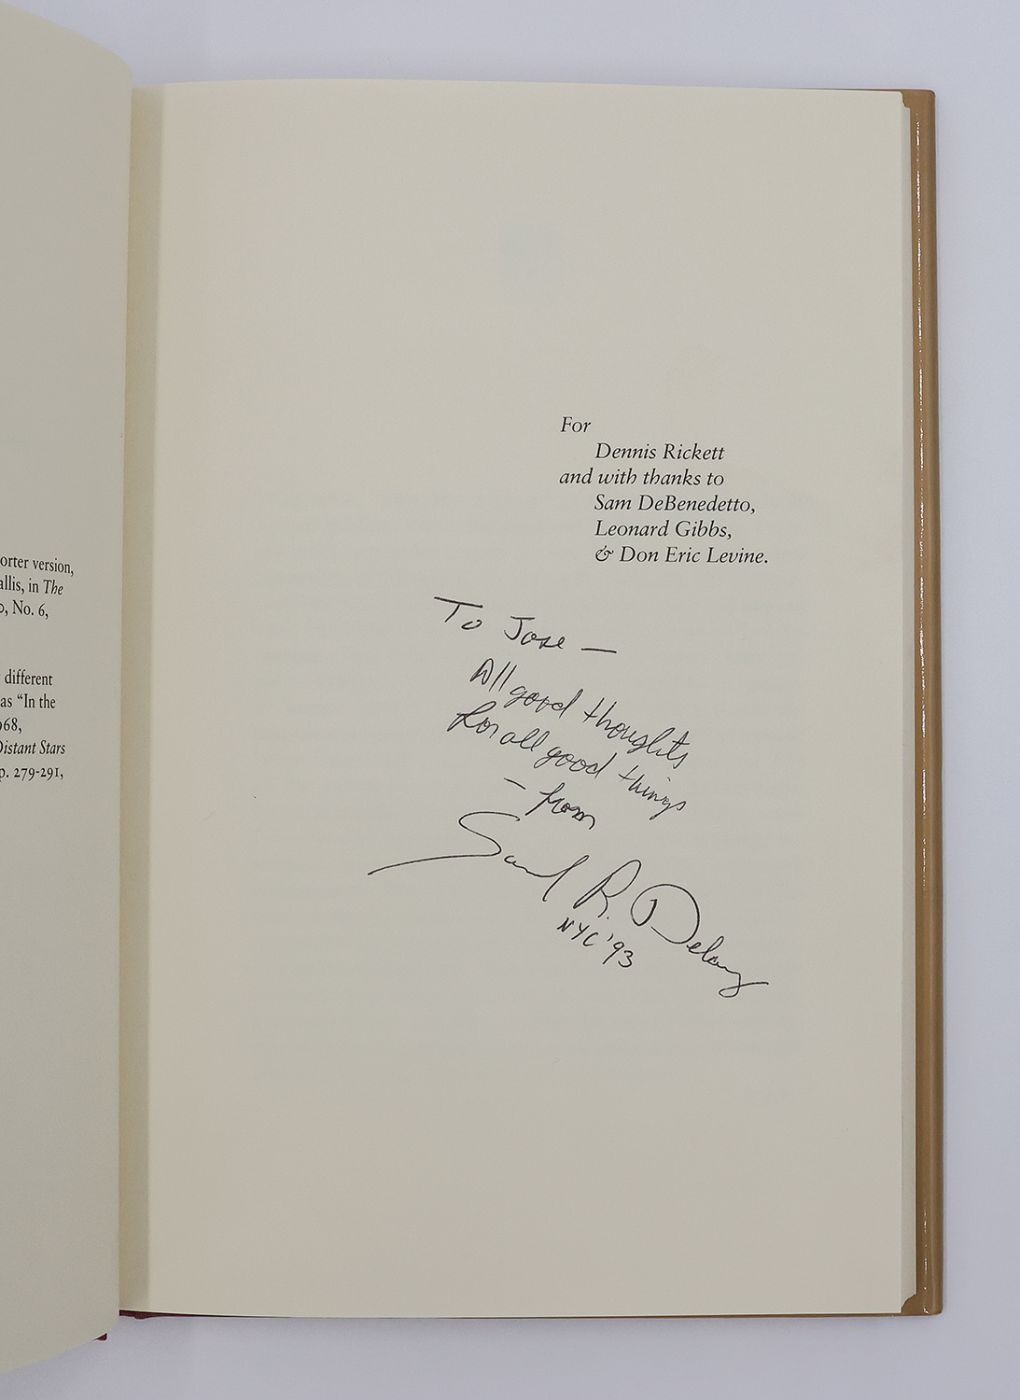 orter version,
allis, in The
o, No. 6,
different
as “In the
968,
Distant Stars
p. 279-291,
For
Dennis Rickett
and with thanks to
Sam DeBenedetto,
Leonard Gibbs,
& Don Eric Levine.
To Jose —
All good thoughts
for all good things
– from
Saml R. Delany
NYC '93